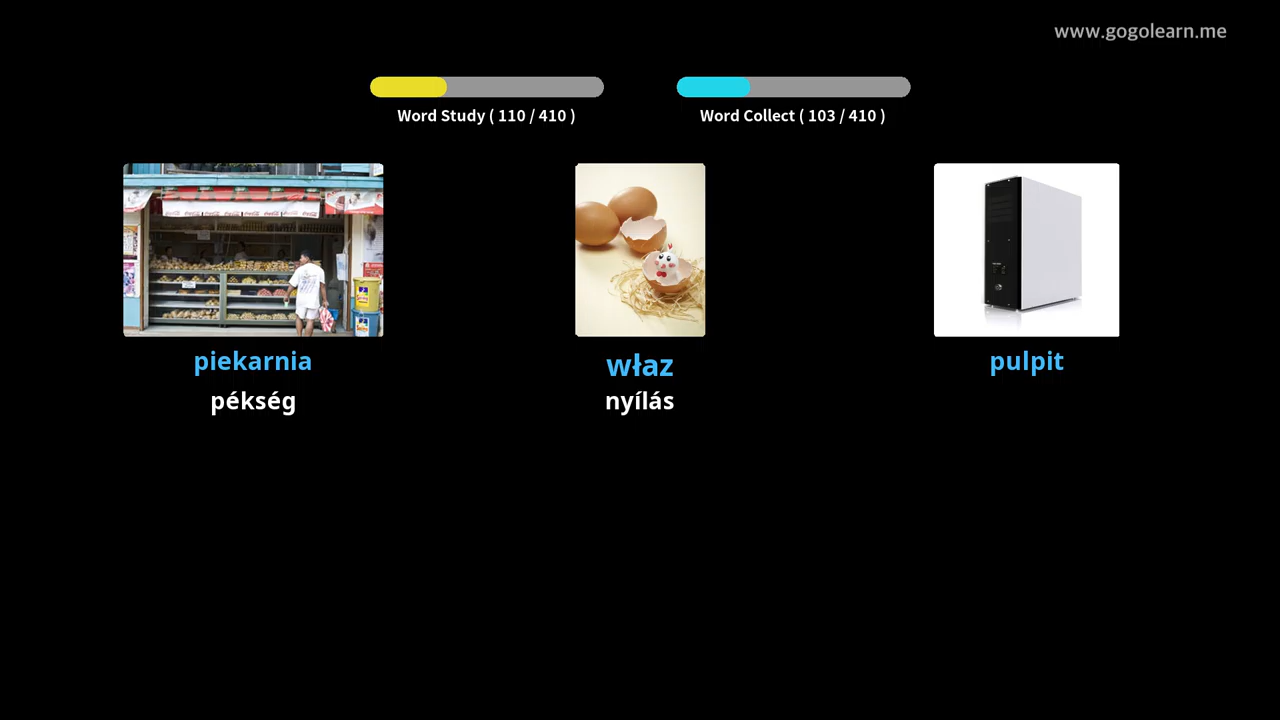 www.gogolearn.me
Word Study ( 110 / 410 )
Word Collect ( 103 / 410 )
piekarnia
właz
pulpit
pékség
nyílás